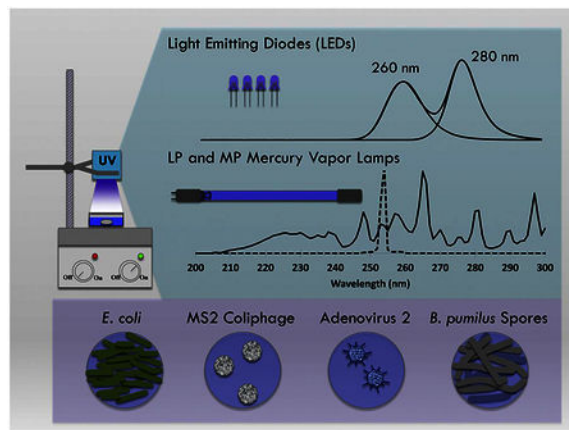 Light Emitting Diodes (LEDs)
260 nm
280 nm
UV
LP and MP Mercury Vapor Lamps
Off On Off On
200 210 220 230 240 250 260 270 280 290 300
Wavelength (nm)
E. coli MS2 Coliphage Adenovirus 2 B. pumilus Spores